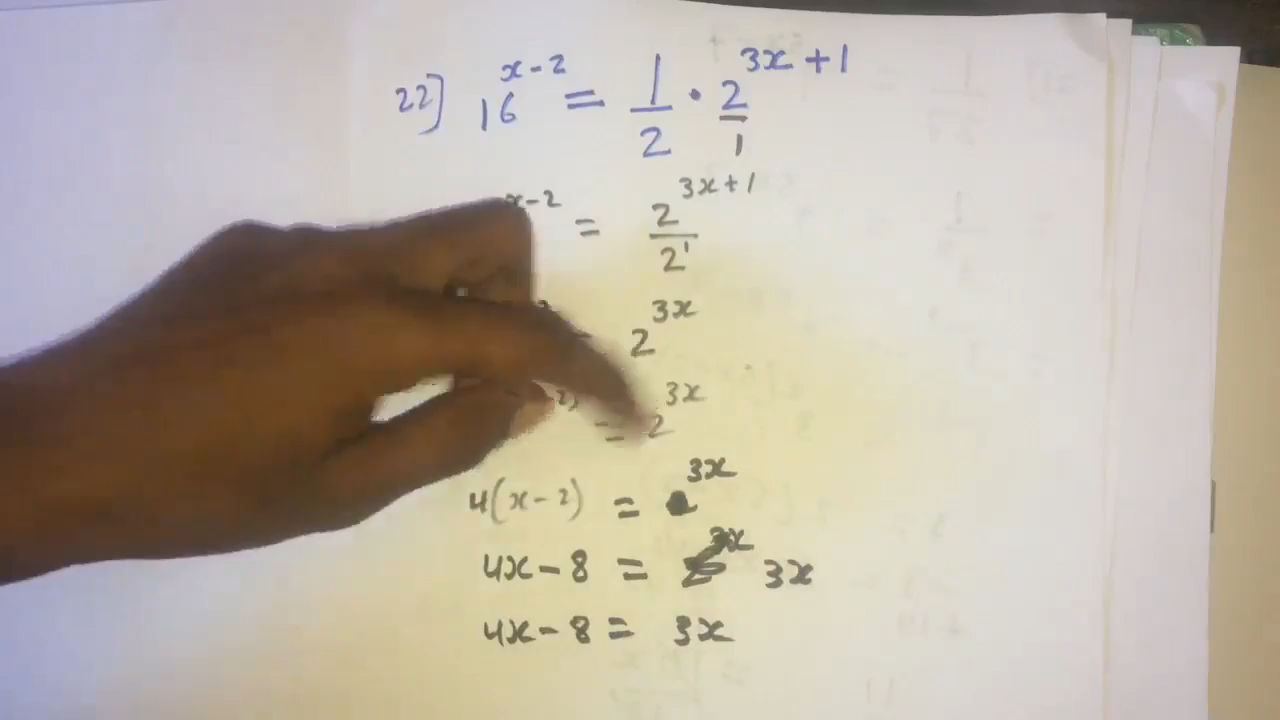 22] 16^(x-2) = 1/2 · 2^(3x+1)/1
x-2 = 2^(3x+1)/2^1
2^(3x)
= 2^(3x)
4(x-2) = 3x
4x-8 = 3x
4x-8 = 3x